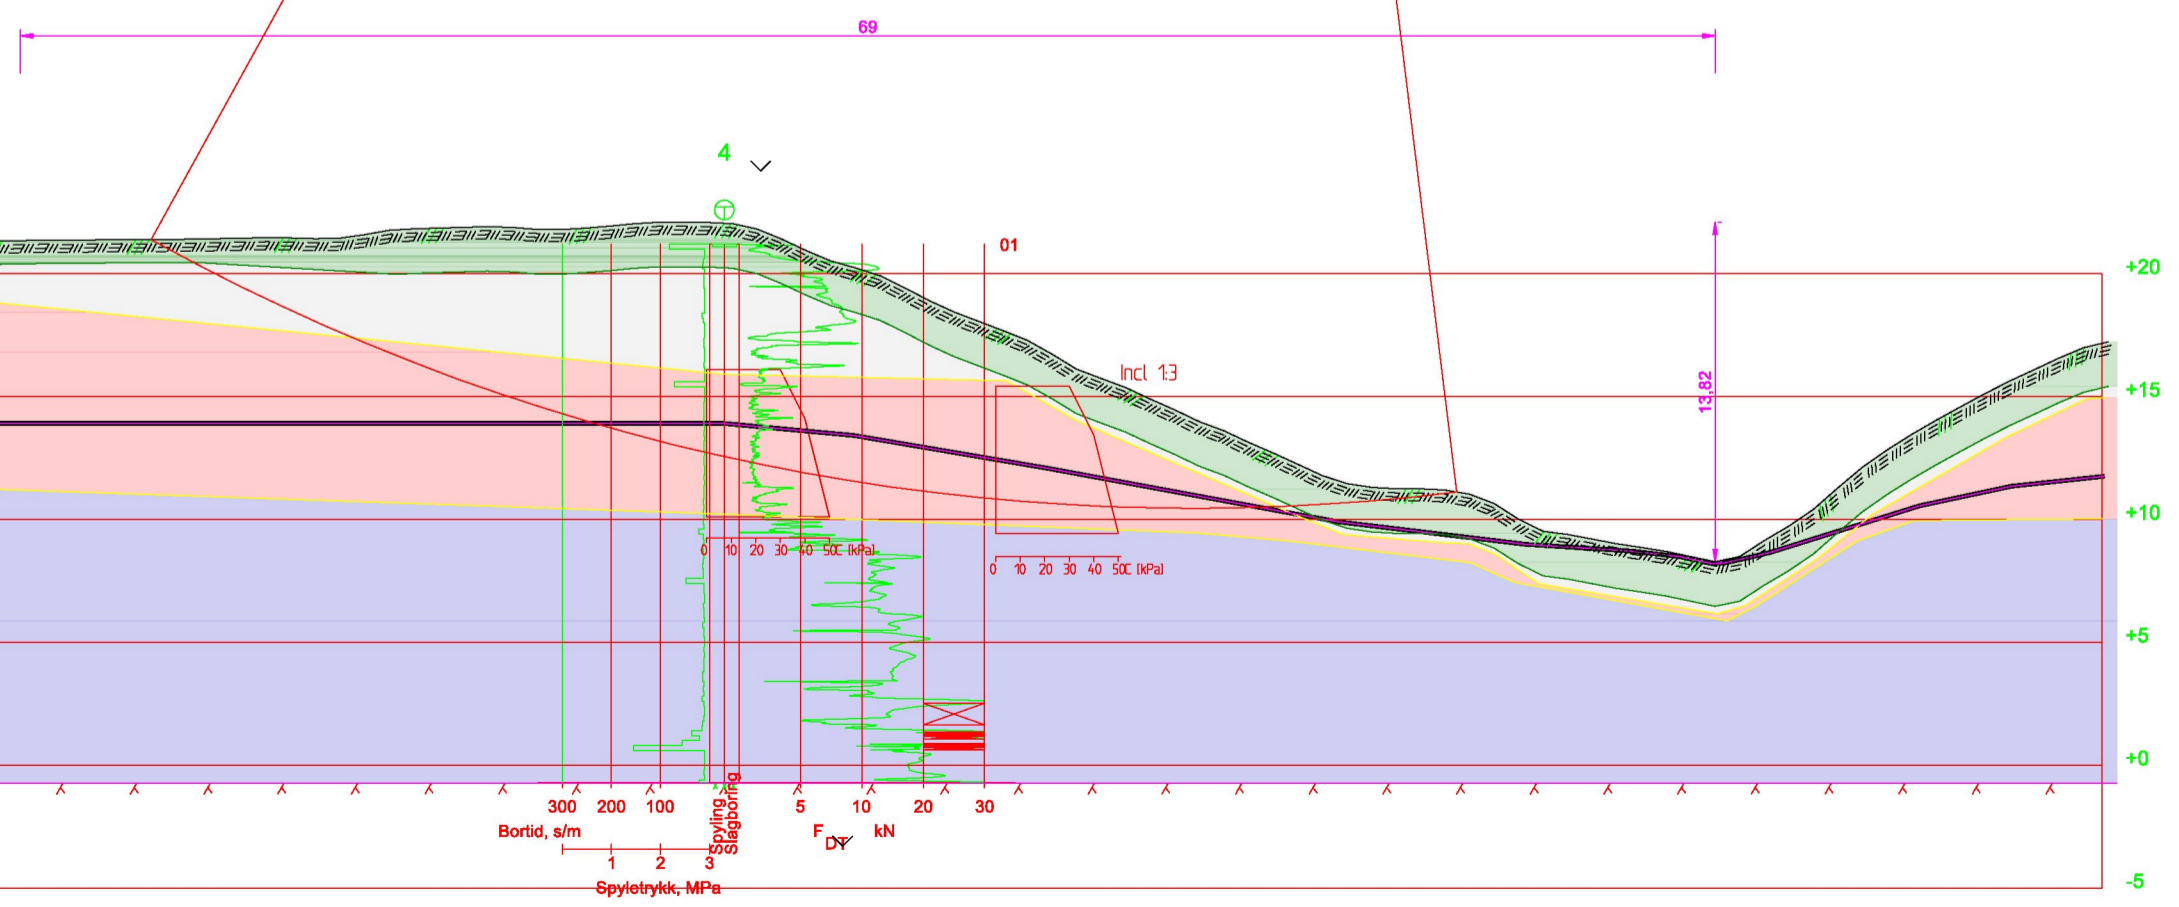 69
4
01
+20
Incl 1:3
13,82
+15
+10
0 10 20 30 40 50C [kPa]
0 10 20 30 40 50C [kPa]
+5
+0
300 200 100 5 10 20 30
Spyling
Slagboring
Bortid, s/m
F DT kN
1 2 3
Spyletrykk, MPa
-5